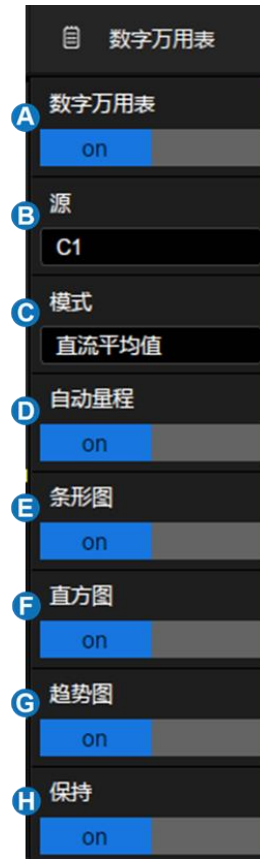 数字万用表
A 数字万用表
on
B 源
C1
C 模式
直流平均值
D 自动量程
on
E 条形图
on
F 直方图
on
G 趋势图
on
H 保持
on